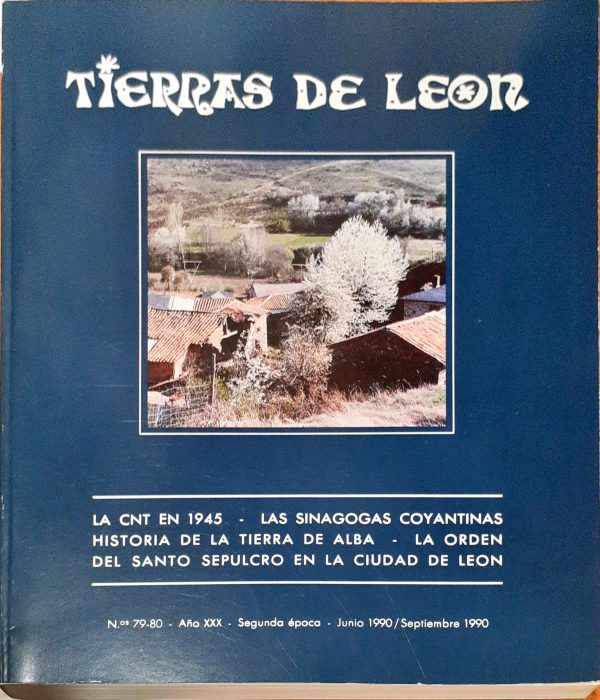 TIERRAS DE LEON
LA CNT EN 1945 - LAS SINAGOGAS COYANTINAS
HISTORIA DE LA TIERRA DE ALBA - LA ORDEN
DEL SANTO SEPULCRO EN LA CIUDAD DE LEON
N.os 79-80 - Año XXX - Segunda época - Junio 1990/Septiembre 1990